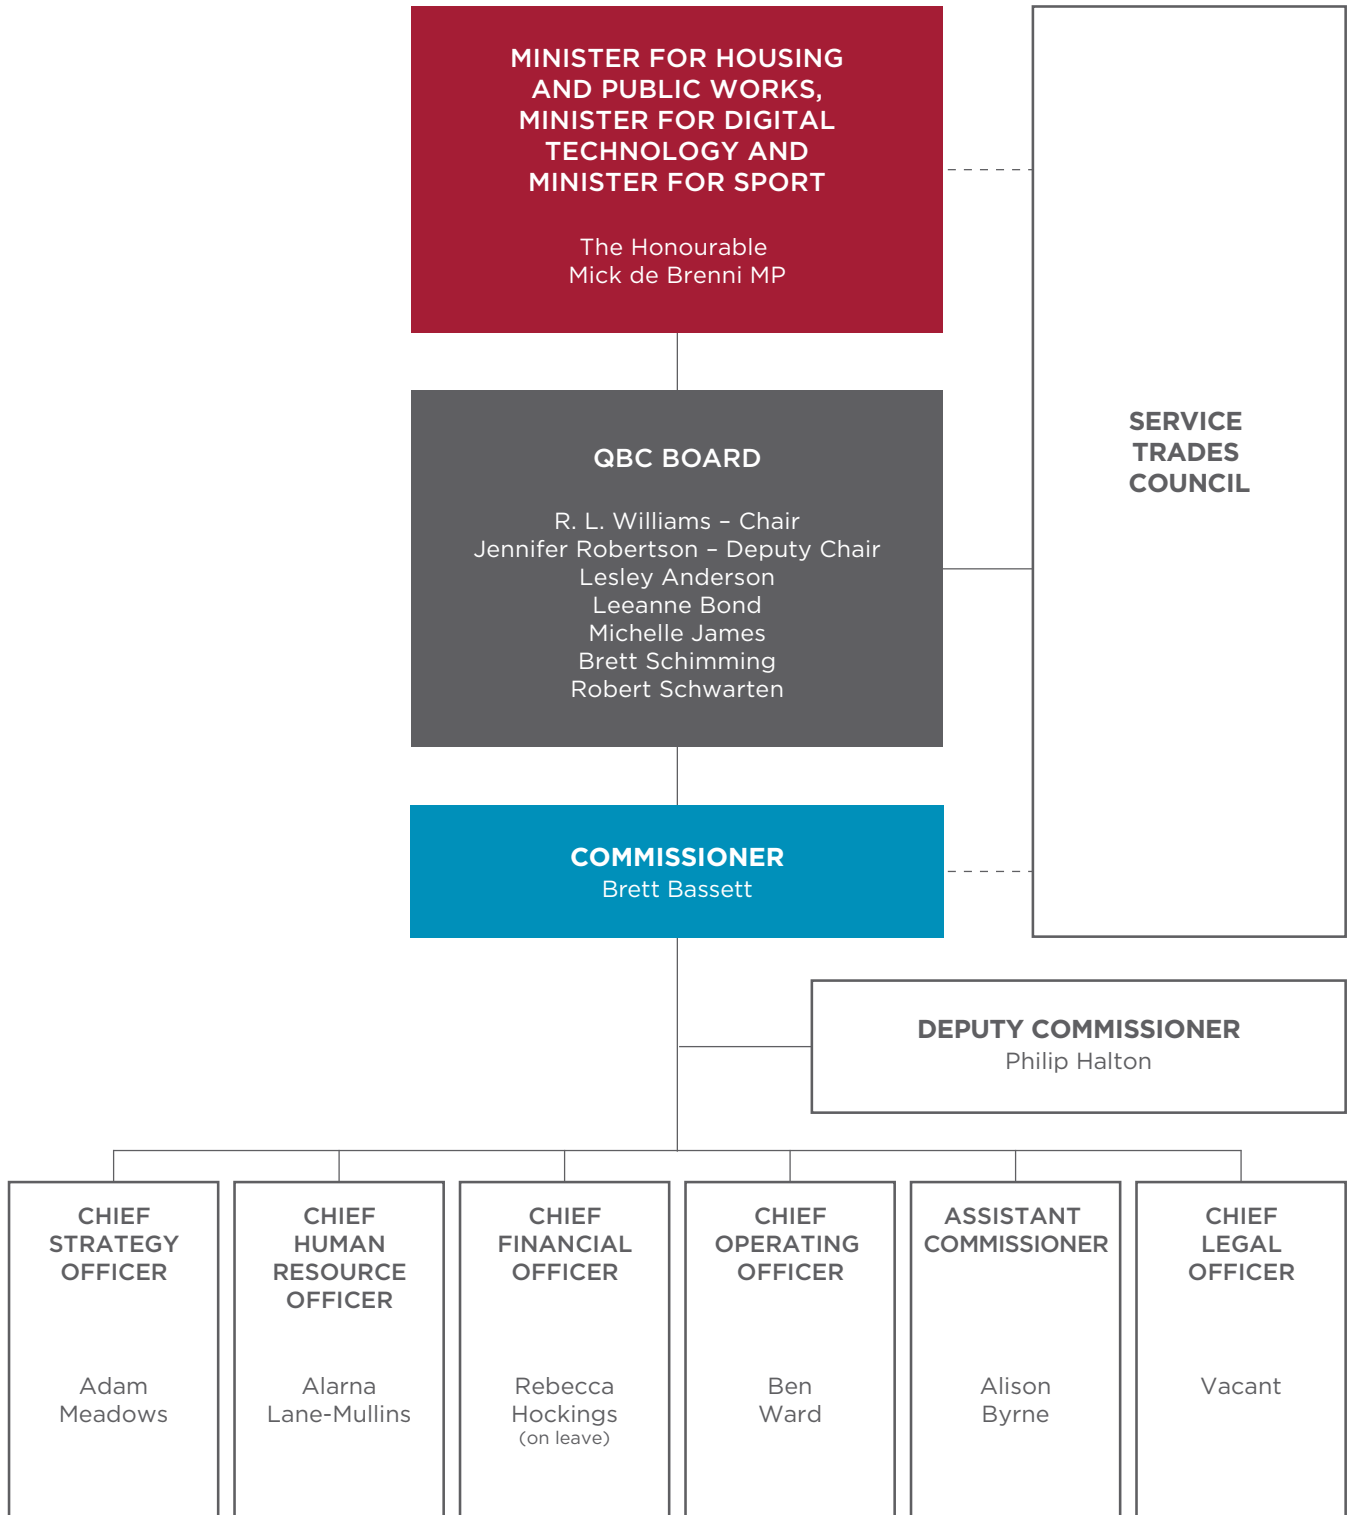 MINISTER FOR HOUSING
AND PUBLIC WORKS,
MINISTER FOR DIGITAL
TECHNOLOGY AND
MINISTER FOR SPORT
The Honourable
Mick de Brenni MP
QBC BOARD
R. L. Williams – Chair
Jennifer Robertson – Deputy Chair
Lesley Anderson
Leeanne Bond
Michelle James
Brett Schimming
Robert Schwarten
SERVICE
TRADES
COUNCIL
COMMISSIONER
Brett Bassett
DEPUTY COMMISSIONER
Philip Halton
CHIEF
STRATEGY
OFFICER
Adam
Meadows
CHIEF
HUMAN
RESOURCE
OFFICER
Alarna
Lane-Mullins
CHIEF
FINANCIAL
OFFICER
Rebecca
Hockings
(on leave)
CHIEF
OPERATING
OFFICER
Ben
Ward
ASSISTANT
COMMISSIONER
Alison
Byrne
CHIEF
LEGAL
OFFICER
Vacant